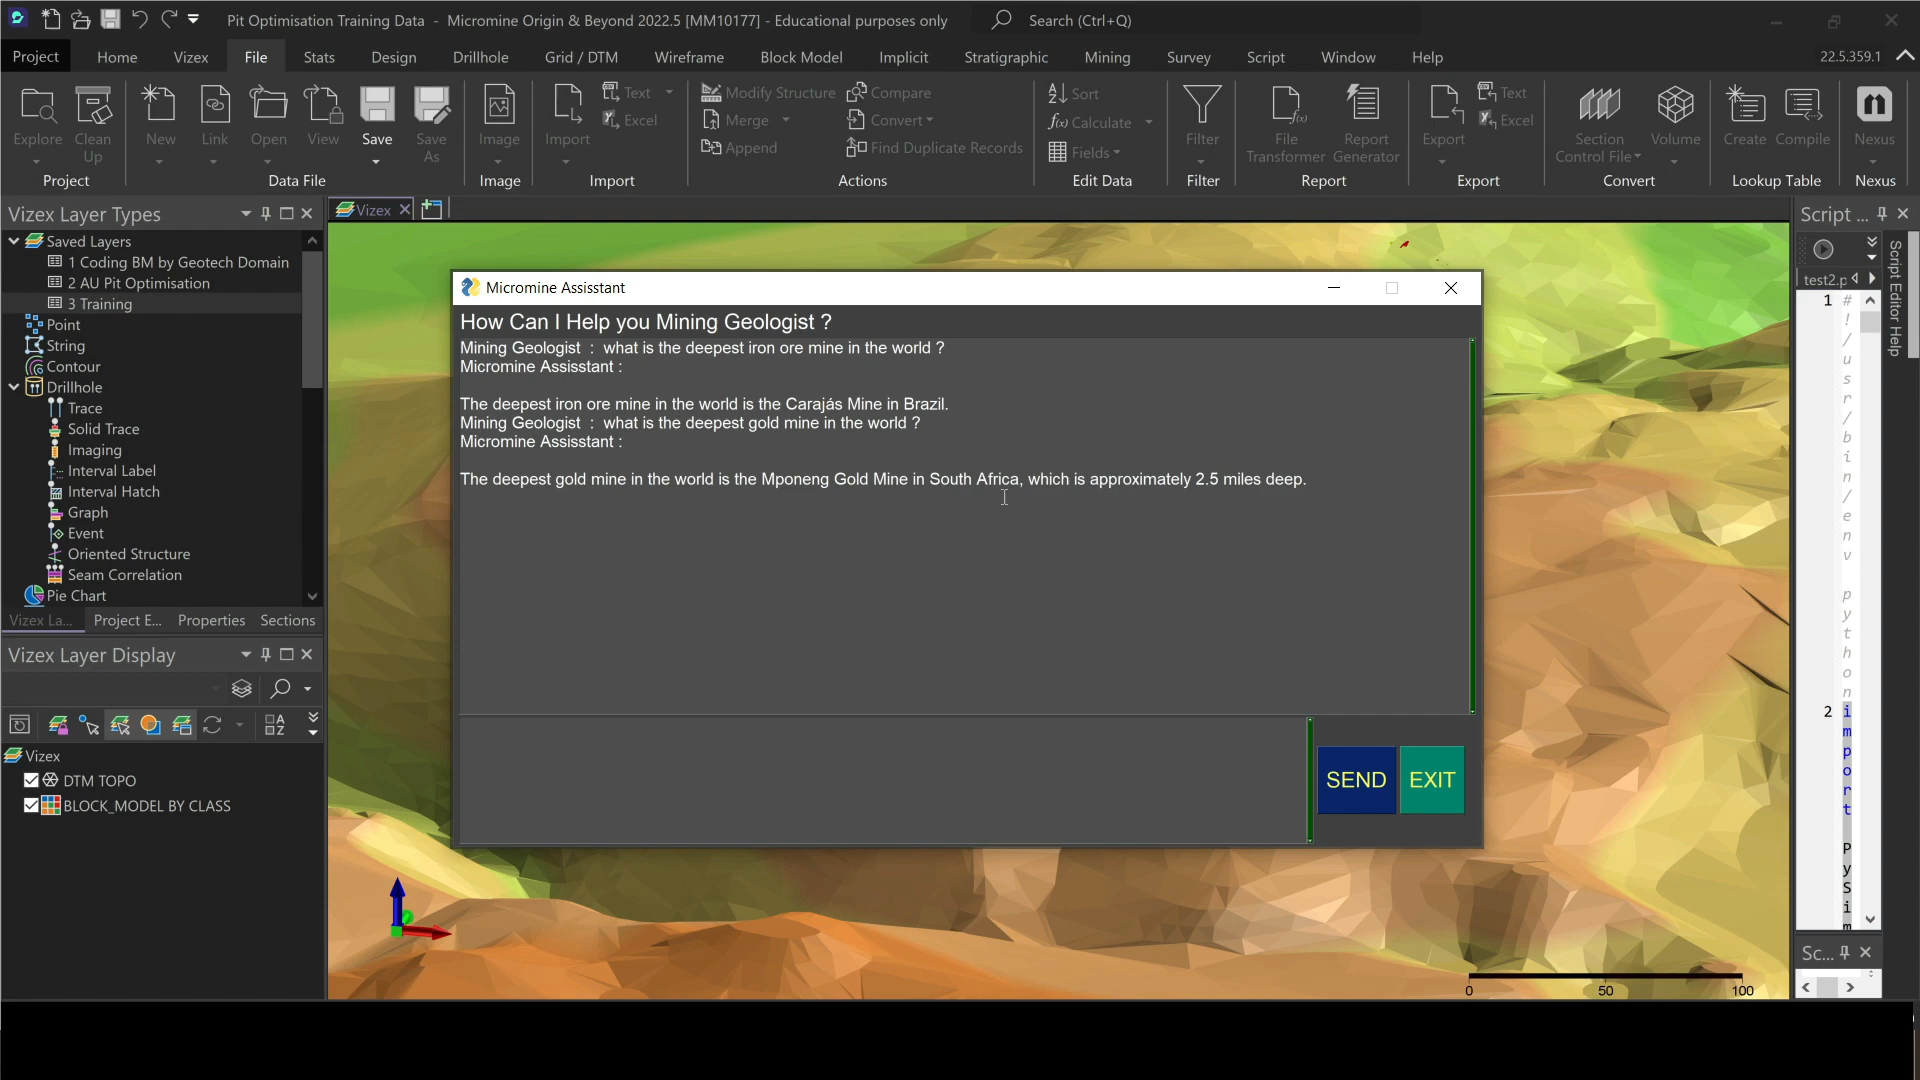 Pit Optimisation Training Data - Micromine Origin & Beyond 2022.5 [MM10177] - Educational purposes only
Search (Ctrl+Q)
Project Home Vizex File Stats Design Drillhole Grid / DTM Wireframe Block Model Implicit Stratigraphic Mining Survey Script Window Help
22.5.359.1
Explore
Clean Up
Project
New
Link
Open
View
Save
Save As
Data File
Image
Image
Import
Text
Excel
Import
Modify Structure
Merge
Append
Compare
Convert
Find Duplicate Records
Actions
Sort
Calculate
Fields
Edit Data
Filter
Filter
File Transformer
Report Generator
Report
Export
Text
Excel
Export
Section Control File
Volume
Convert
Create
Compile
Lookup Table
Nexus
Nexus
Vizex Layer Types
Saved Layers
1 Coding BM by Geotech Domain
2 AU Pit Optimisation
3 Training
Point
String
Contour
Drillhole
Trace
Solid Trace
Imaging
Interval Label
Interval Hatch
Graph
Event
Oriented Structure
Seam Correlation
Pie Chart
Vizex La... Project E... Properties Sections
Vizex Layer Display
A
Z
Vizex
DTM TOPO
BLOCK_MODEL BY CLASS
Vizex
Micromine Assisstant
How Can I Help you Mining Geologist ?
Mining Geologist : what is the deepest iron ore mine in the world ?
Micromine Assisstant :
The deepest iron ore mine in the world is the Carajás Mine in Brazil.
Mining Geologist : what is the deepest gold mine in the world ?
Micromine Assisstant :
The deepest gold mine in the world is the Mponeng Gold Mine in South Africa, which is approximately 2.5 miles deep.
SEND
EXIT
0 50 100
Script ...
test2.p
1 #!/usr/bin/env python
2 import PySim
Script Editor Help
Sc...